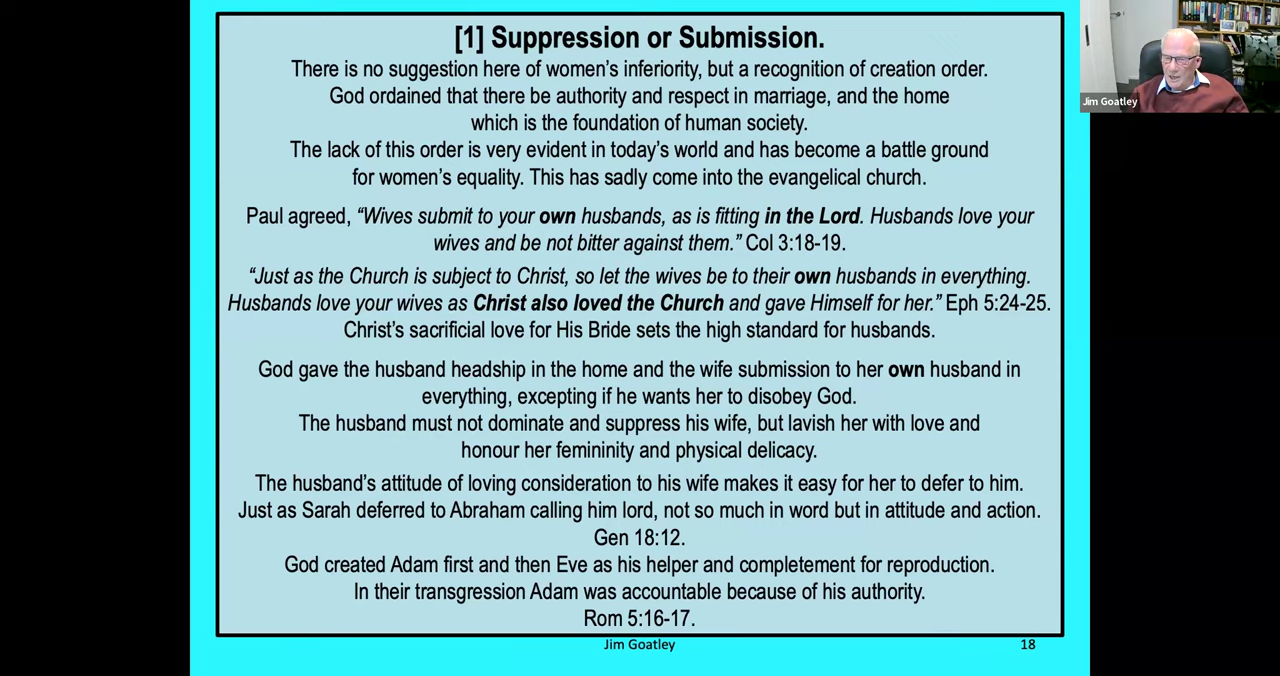 [1] Suppression or Submission.
There is no suggestion here of women's inferiority, but a recognition of creation order.
God ordained that there be authority and respect in marriage, and the home
which is the foundation of human society.
The lack of this order is very evident in today's world and has become a battle ground
for women's equality. This has sadly come into the evangelical church.
Paul agreed, “Wives submit to your own husbands, as is fitting in the Lord. Husbands love your
wives and be not bitter against them.” Col 3:18-19.
“Just as the Church is subject to Christ, so let the wives be to their own husbands in everything.
Husbands love your wives as Christ also loved the Church and gave Himself for her.” Eph 5:24-25.
Christ's sacrificial love for His Bride sets the high standard for husbands.
God gave the husband headship in the home and the wife submission to her own husband in
everything, excepting if he wants her to disobey God.
The husband must not dominate and suppress his wife, but lavish her with love and
honour her femininity and physical delicacy.
The husband's attitude of loving consideration to his wife makes it easy for her to defer to him.
Just as Sarah deferred to Abraham calling him lord, not so much in word but in attitude and action.
Gen 18:12.
God created Adam first and then Eve as his helper and completement for reproduction.
In their transgression Adam was accountable because of his authority.
Rom 5:16-17.
Jim Goatley
18
Jim Goatley